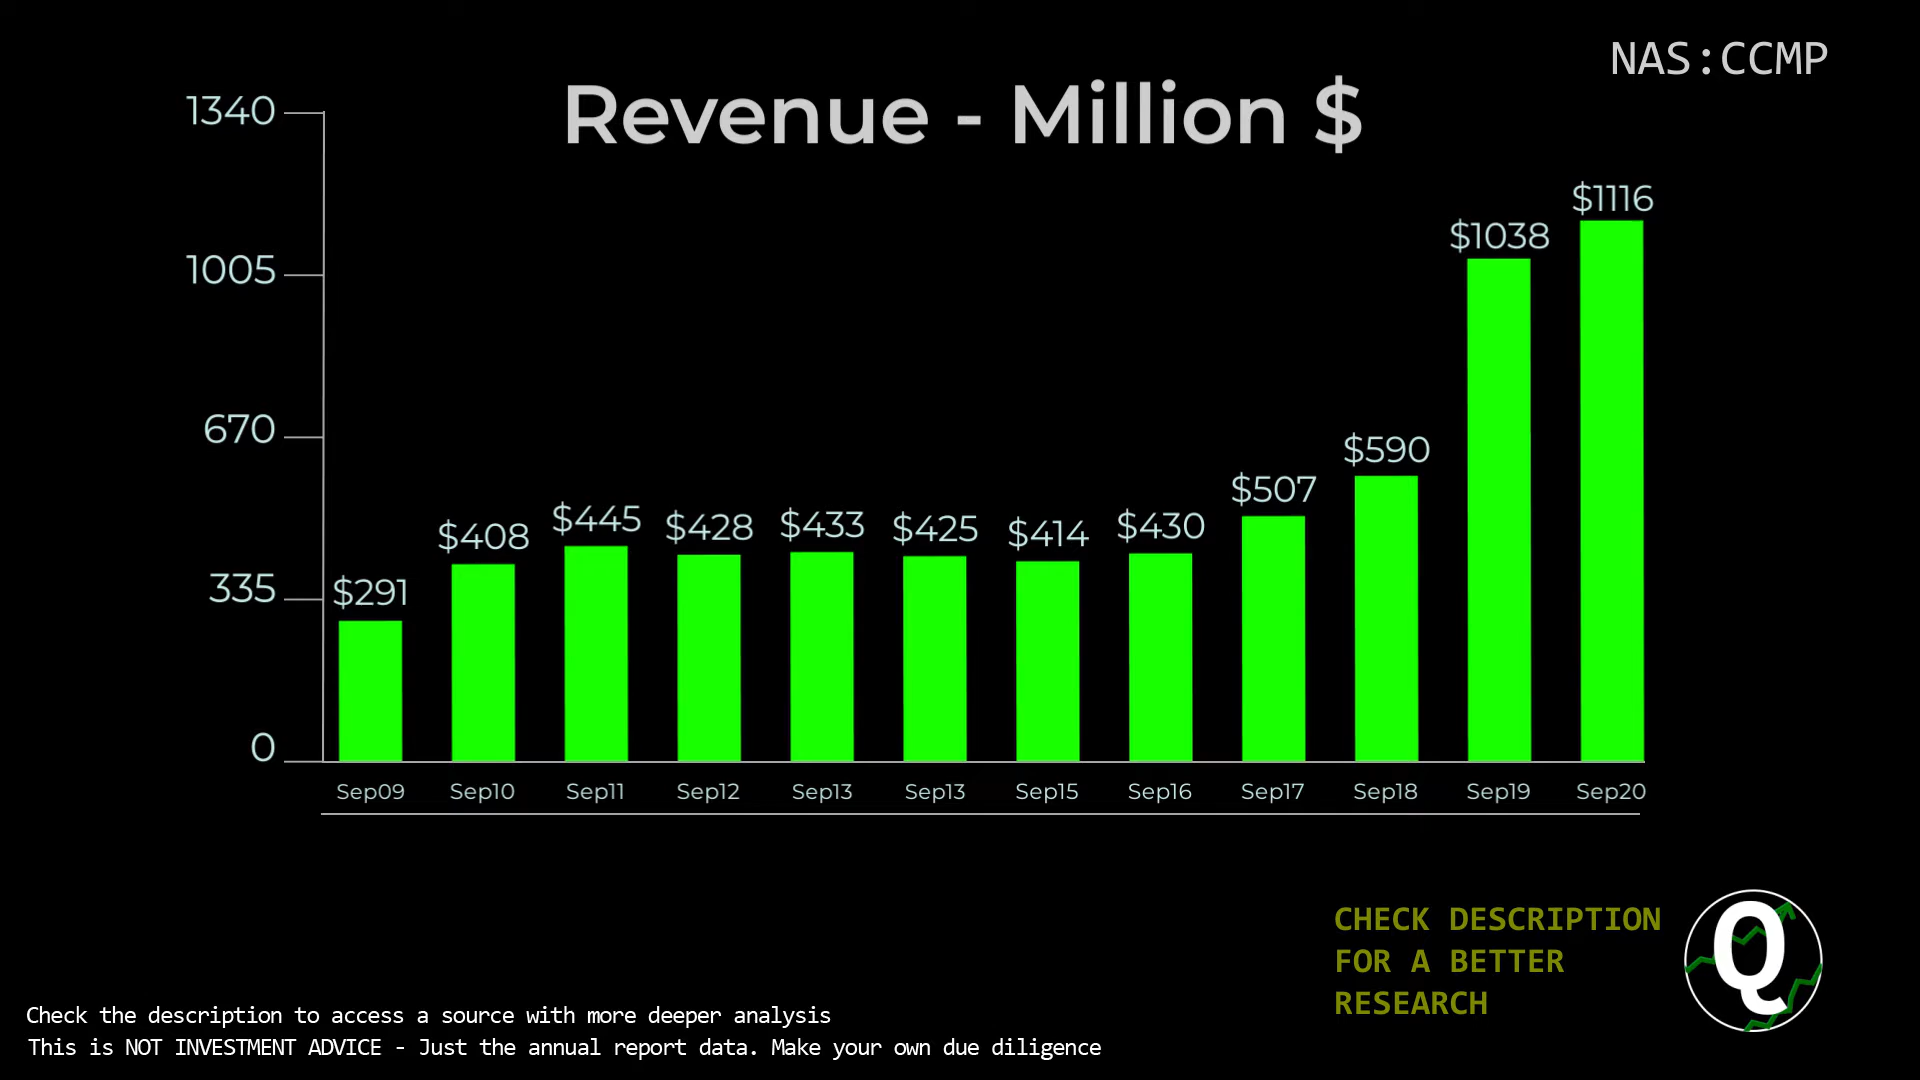 NAS:CCMP
Revenue - Million $
1340
1005
670
335
0
$291
$408
$445
$428
$433
$425
$414
$430
$507
$590
$1038
$1116
Sep09 Sep10 Sep11 Sep12 Sep13 Sep13 Sep15 Sep16 Sep17 Sep18 Sep19 Sep20
CHECK DESCRIPTION
FOR A BETTER
RESEARCH
Q
Check the description to access a source with more deeper analysis
This is NOT INVESTMENT ADVICE - Just the annual report data. Make your own due diligence